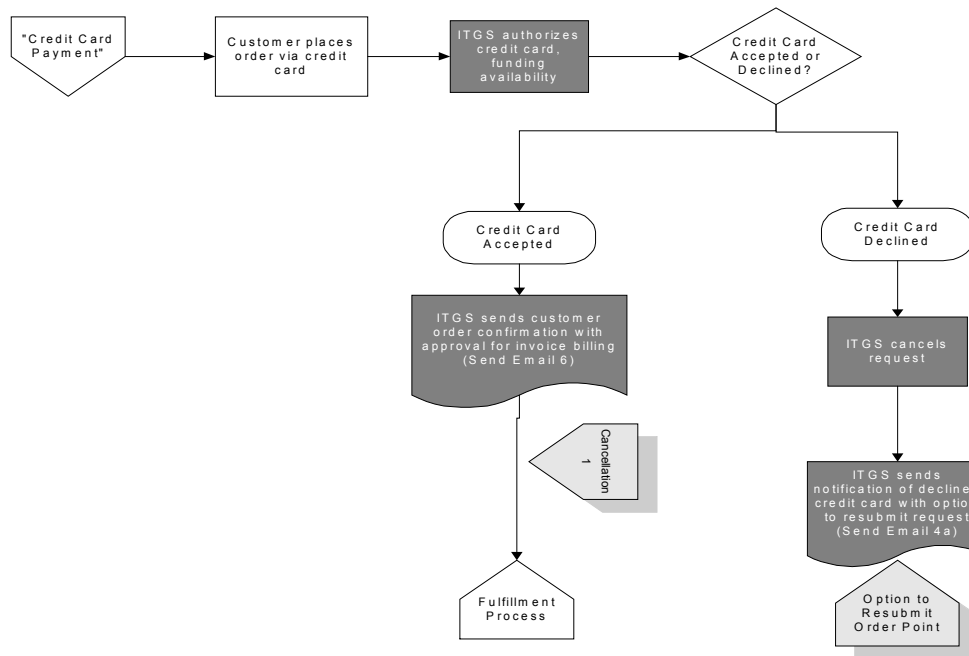 "Credit Card
Payment"
Customer places
order via credit
card
ITGS authorizes
credit card,
funding
availability
Credit Card
Accepted or
Declined?
Credit Card
Accepted
Credit Card
Declined
ITGS sends customer
order confirmation with
approval for invoice billing
(Send Email 6)
ITGS cancels
request
Cancellation
1
ITGS sends
notification of decline
credit card with option
to resubmit request
(Send Email 4a)
Fulfillment
Process
Option to
Resubmit
Order Point